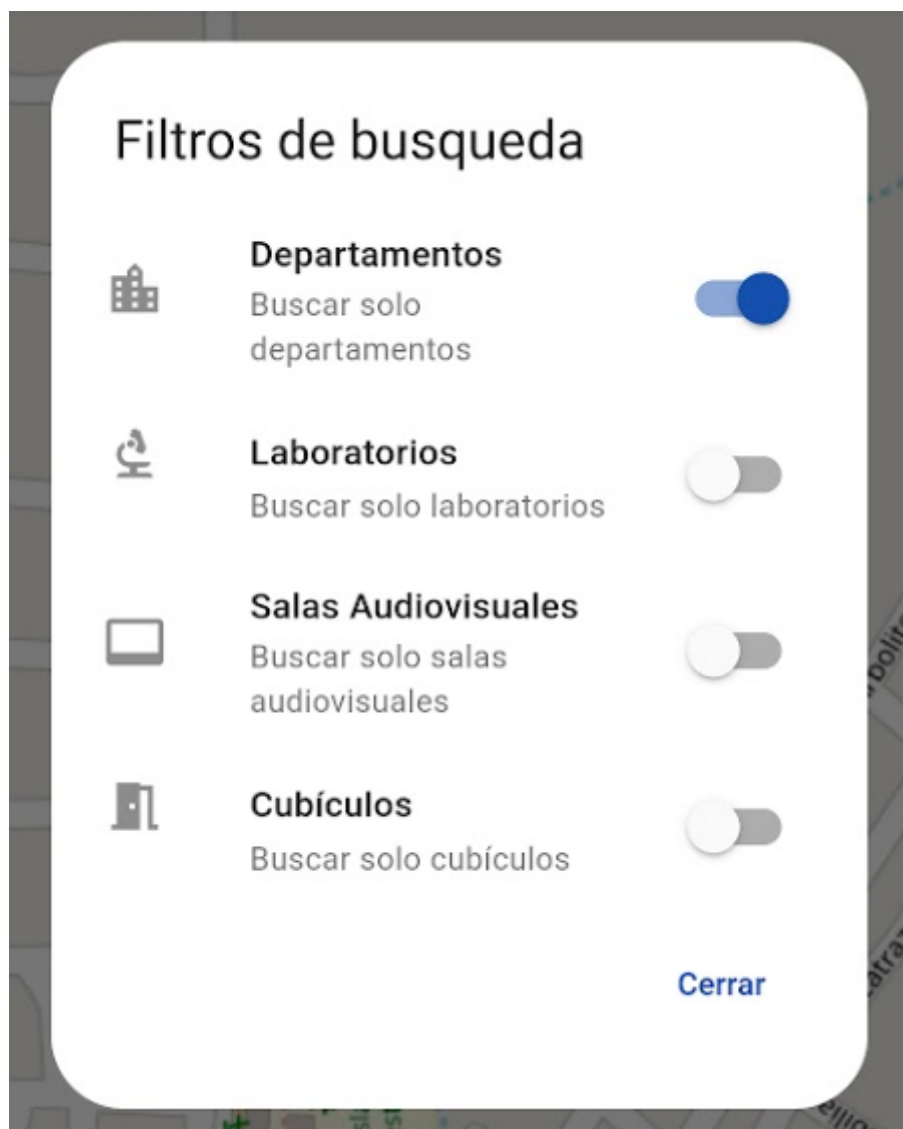 Filtros de busqueda
Departamentos
Buscar solo
departamentos
Laboratorios
Buscar solo laboratorios
Salas Audiovisuales
Buscar solo salas
audiovisuales
Cubículos
Buscar solo cubículos
Cerrar